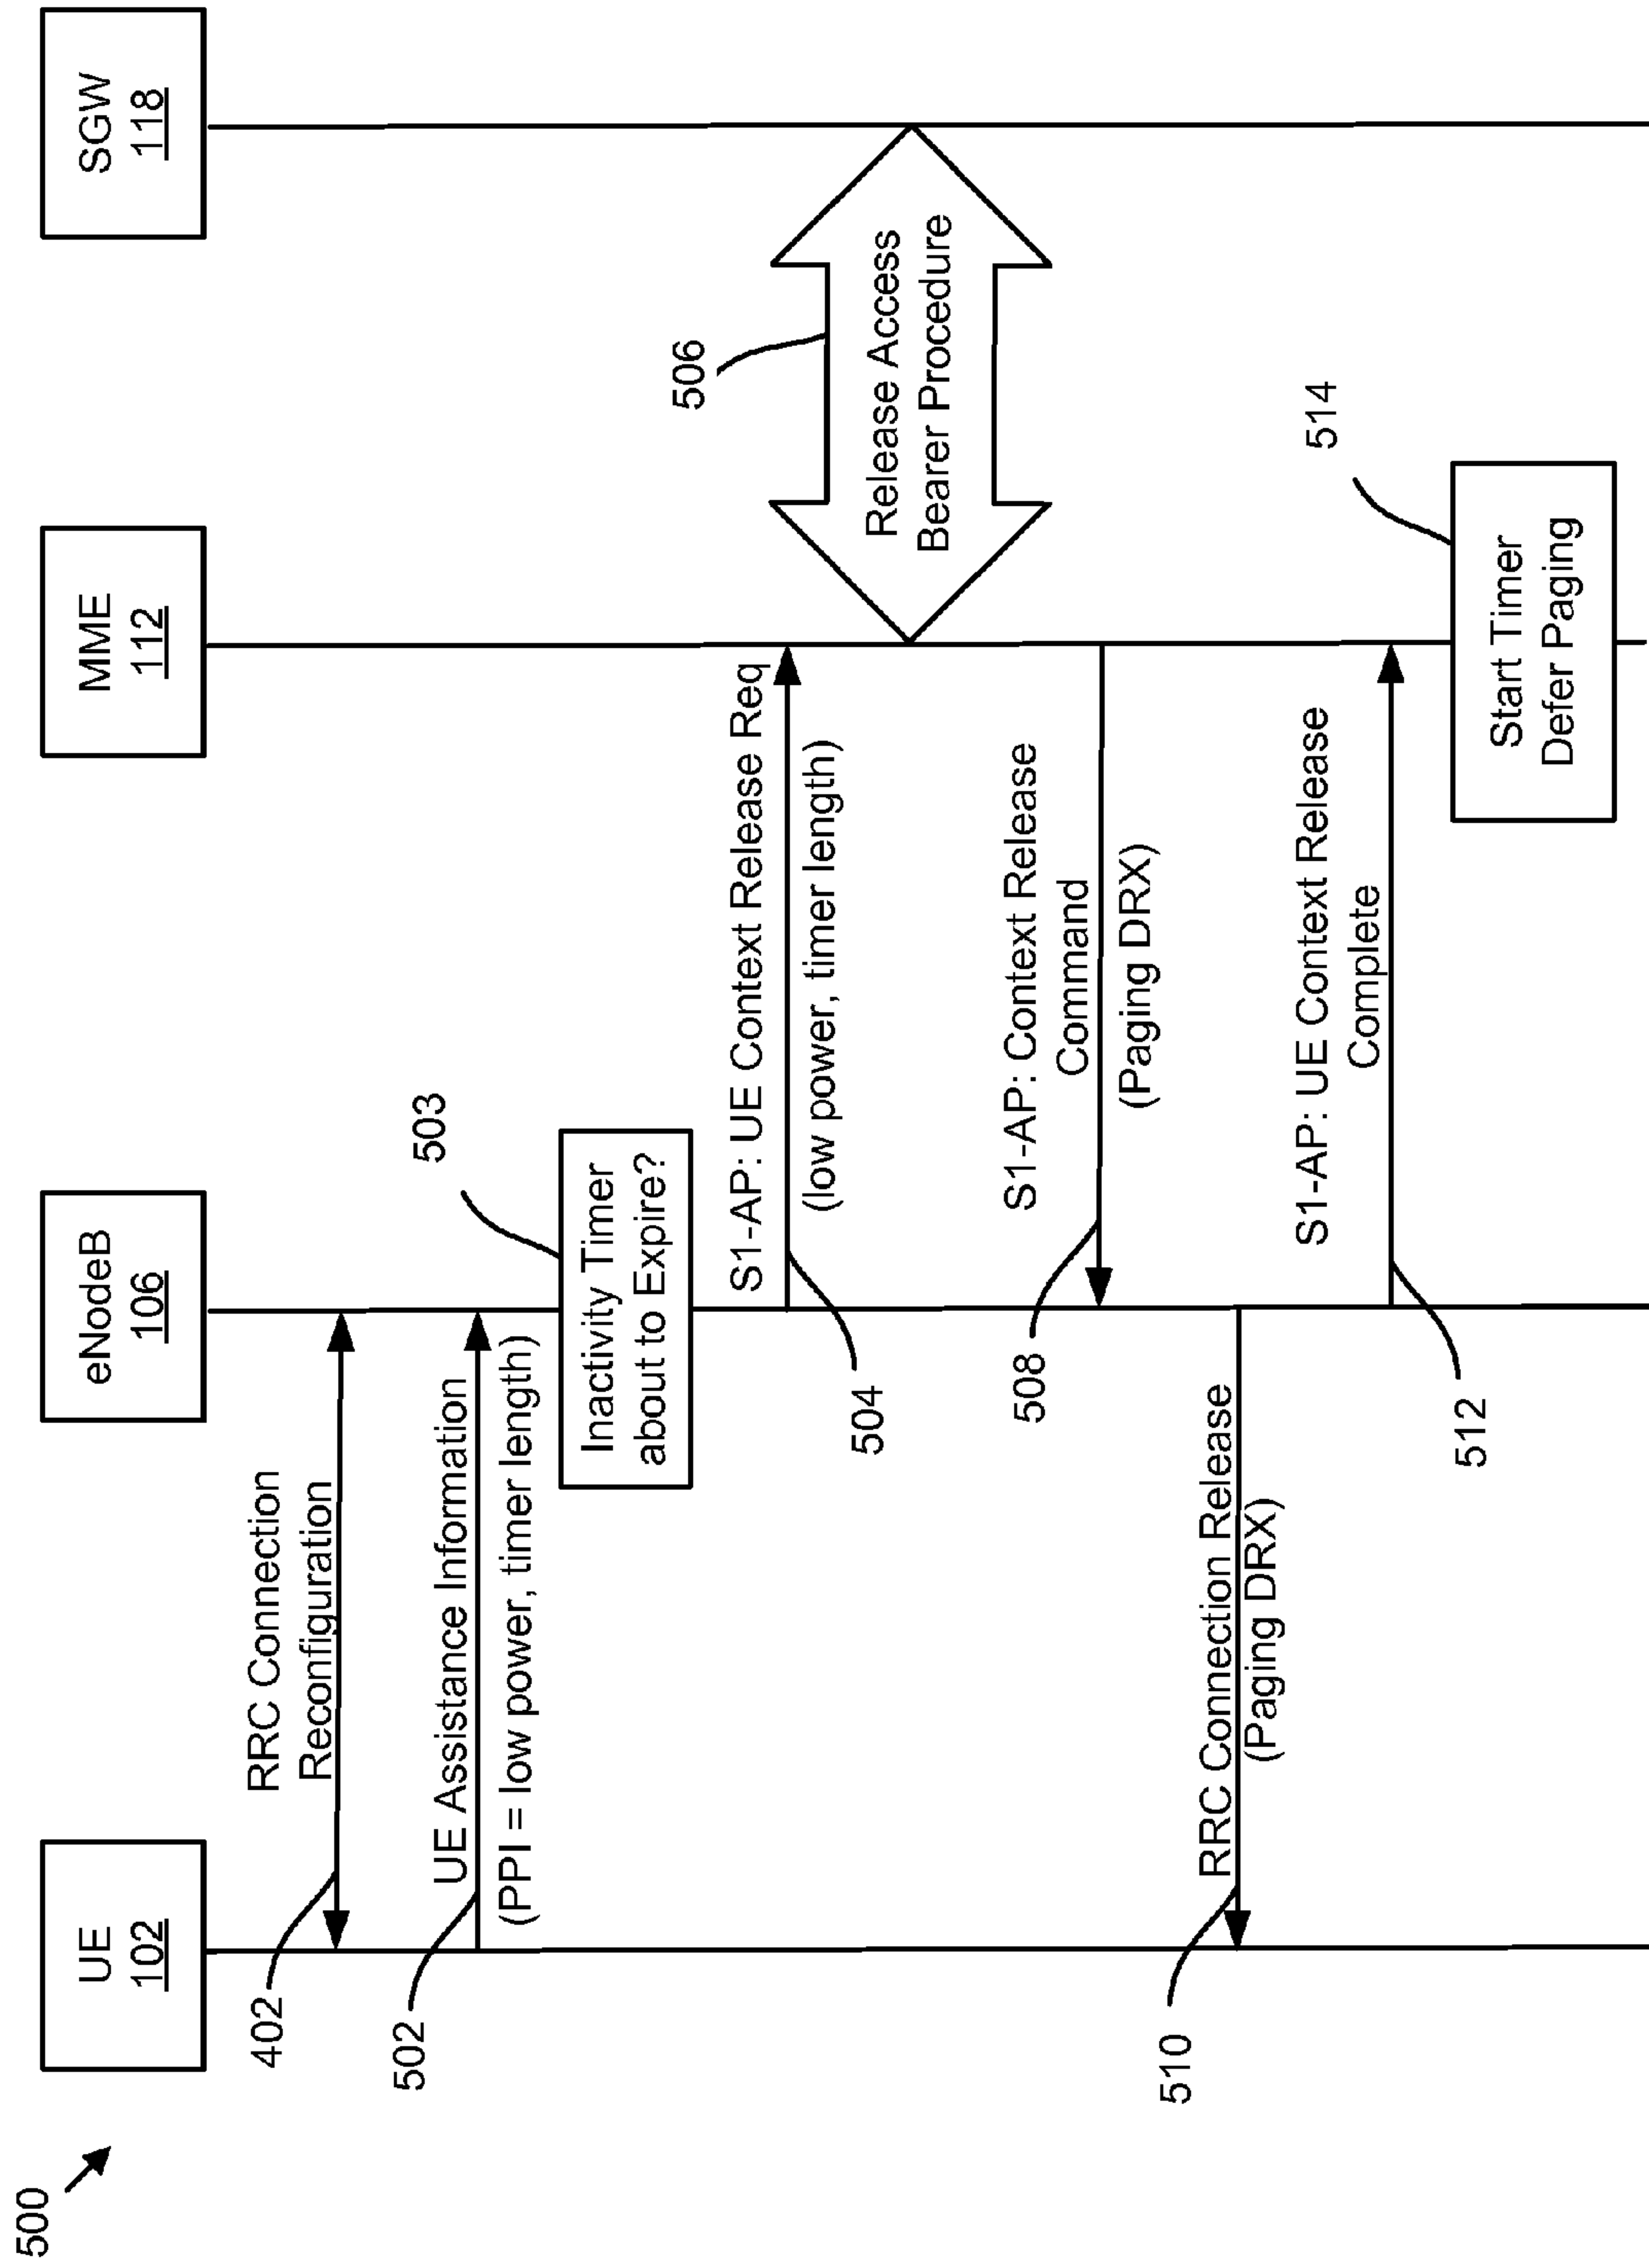 500
UE
102
eNodeB
106
MME
112
SGW
118
402
RRC Connection
Reconfiguration
502
UE Assistance Information
(PPI = low power, timer length)
503
Inactivity Timer
about to Expire?
S1-AP: UE Context Release Req
(low power, timer length)
504
506
Release Access
Bearer Procedure
508
S1-AP: Context Release
Command
(Paging DRX)
510
RRC Connection Release
(Paging DRX)
S1-AP: UE Context Release
Complete
512
514
Start Timer
Defer Paging